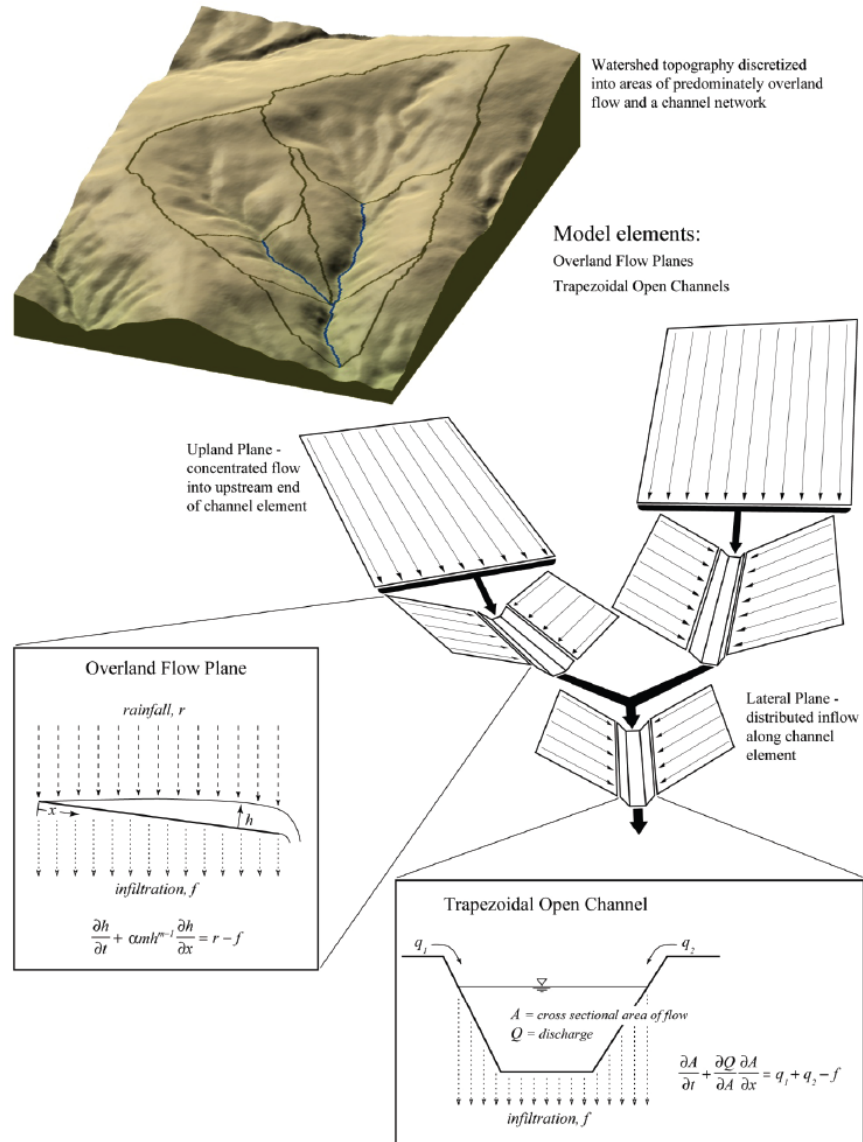 Watershed topography discretized
into areas of predominately overland
flow and a channel network
Model elements:
Overland Flow Planes
Trapezoidal Open Channels
Upland Plane -
concentrated flow
into upstream end
of channel element
Lateral Plane -
distributed inflow
along channel
element
Overland Flow Plane
rainfall, r
x
h
infiltration, f
∂h/∂t + αmh^{m-1} ∂h/∂x = r − f
Trapezoidal Open Channel
q₁ q₂
A = cross sectional area of flow
Q = discharge
∂A/∂t + ∂Q/∂A ∂A/∂x = q₁ + q₂ − f
infiltration, f